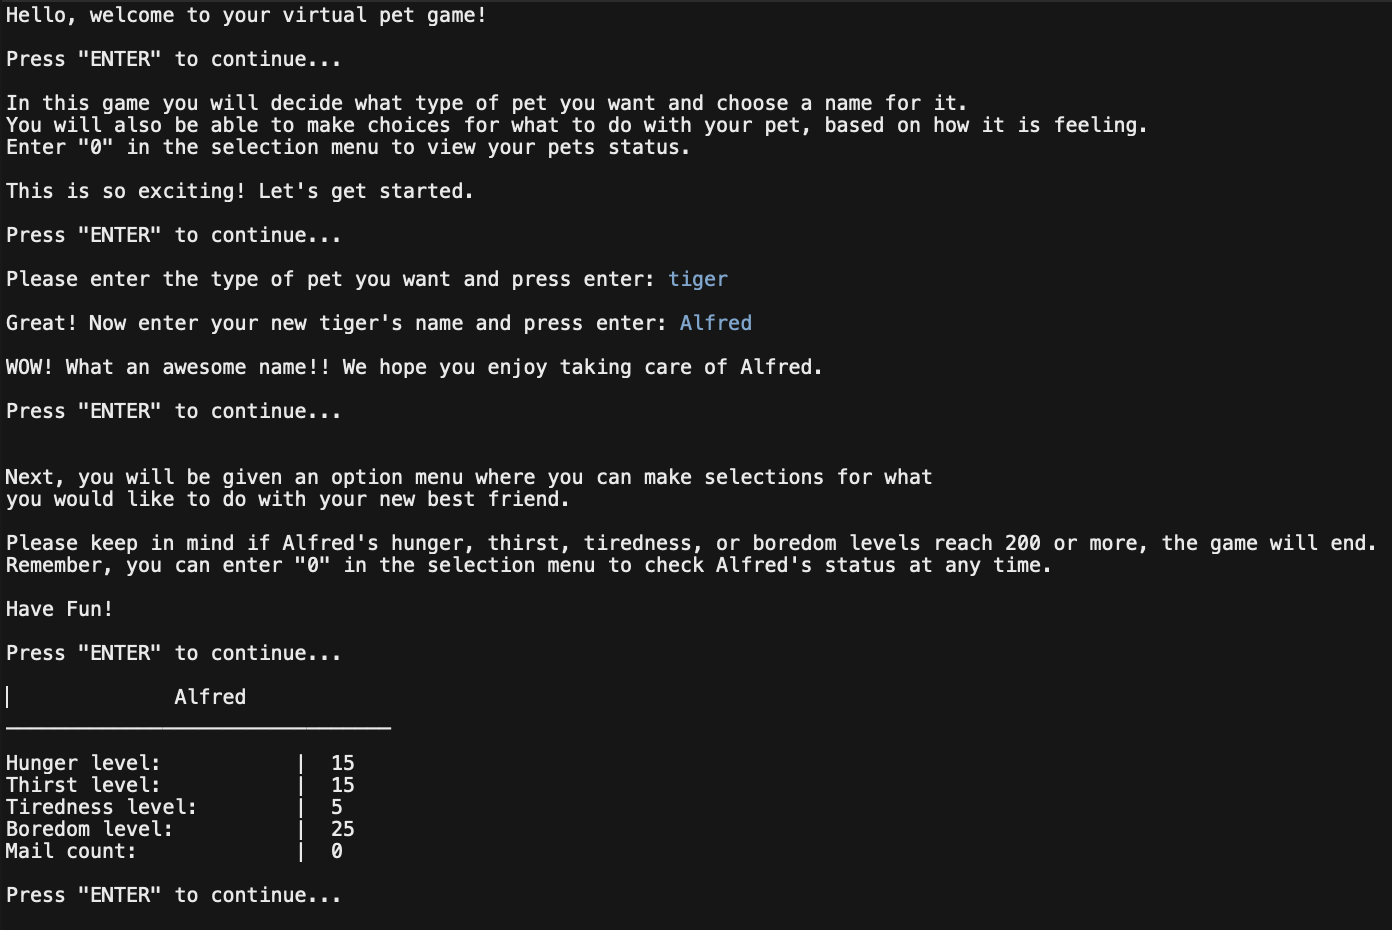 Hello, welcome to your virtual pet game!
Press "ENTER" to continue...
In this game you will decide what type of pet you want and choose a name for it.
You will also be able to make choices for what to do with your pet, based on how it is feeling.
Enter "0" in the selection menu to view your pets status.
This is so exciting! Let's get started.
Press "ENTER" to continue...
Please enter the type of pet you want and press enter: tiger
Great! Now enter your new tiger's name and press enter: Alfred
WOW! What an awesome name!! We hope you enjoy taking care of Alfred.
Press "ENTER" to continue...
Next, you will be given an option menu where you can make selections for what
you would like to do with your new best friend.
Please keep in mind if Alfred's hunger, thirst, tiredness, or boredom levels reach 200 or more, the game will end.
Remember, you can enter "0" in the selection menu to check Alfred's status at any time.
Have Fun!
Press "ENTER" to continue...
Alfred
Hunger level: | 15
Thirst level: | 15
Tiredness level: | 5
Boredom level: | 25
Mail count: | 0
Press "ENTER" to continue...